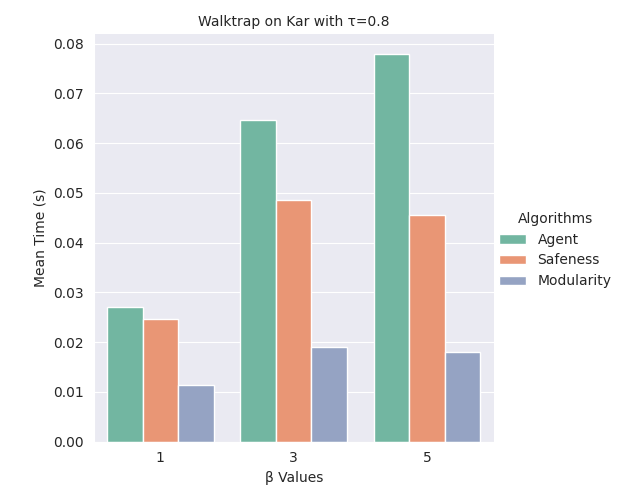 Walktrap on Kar with τ=0.8
0.08
0.07
0.06
0.05
0.04
0.03
0.02
0.01
0.00
Mean Time (s)
1 3 5
β Values
Algorithms
Agent
Safeness
Modularity